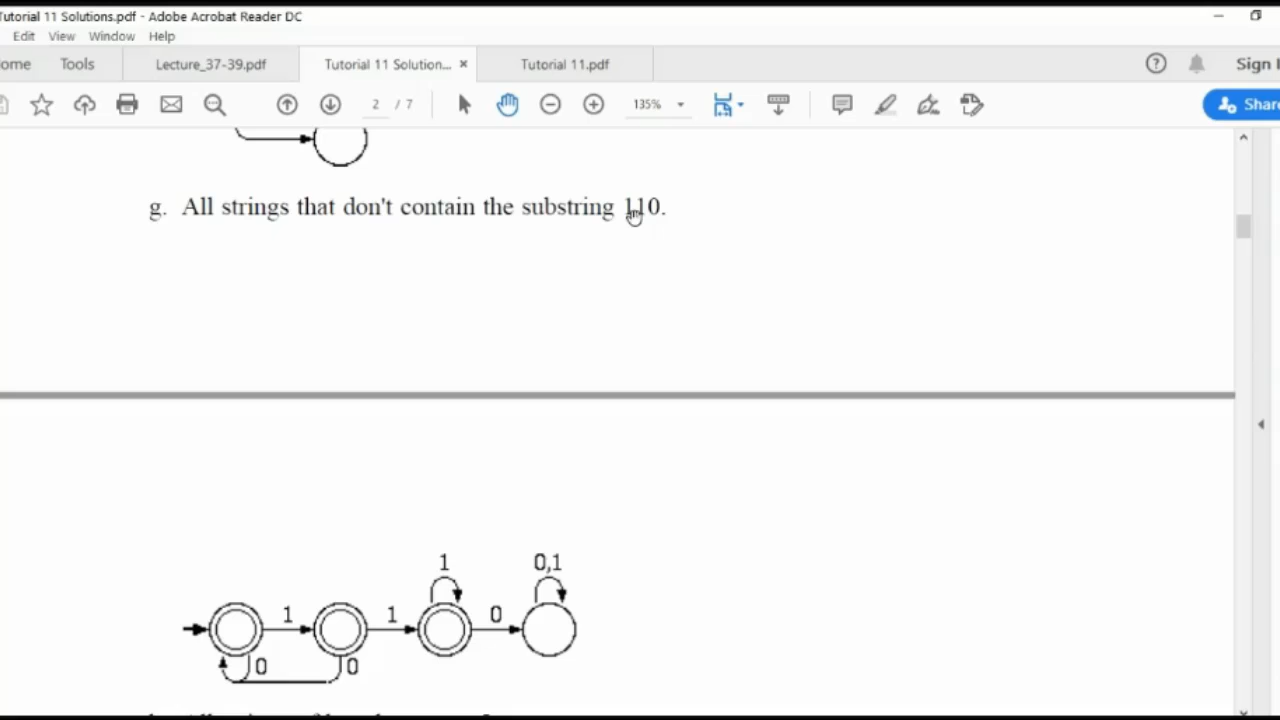 Tutorial 11 Solutions.pdf - Adobe Acrobat Reader DC
Edit View Window Help
ome Tools Lecture_37-39.pdf Tutorial 11 Solution... × Tutorial 11.pdf ? Sign I
2 / 7 135% Share
g. All strings that don't contain the substring 110.
1 0,1
1 1 0
0 0